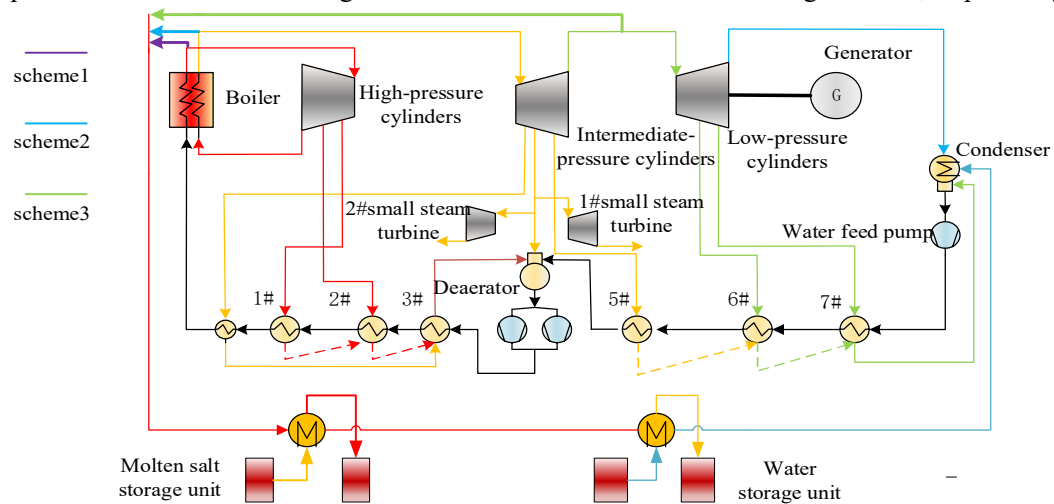 scheme1
scheme2
scheme3
Boiler
High-pressure
cylinders
Intermediate-
pressure cylinders
Generator
G
Low-pressure
cylinders
Condenser
2#small steam
turbine
1#small steam
turbine
Water feed pump
Deaerator
1#
2#
3#
5#
6#
7#
Molten salt
storage unit
Water
storage unit